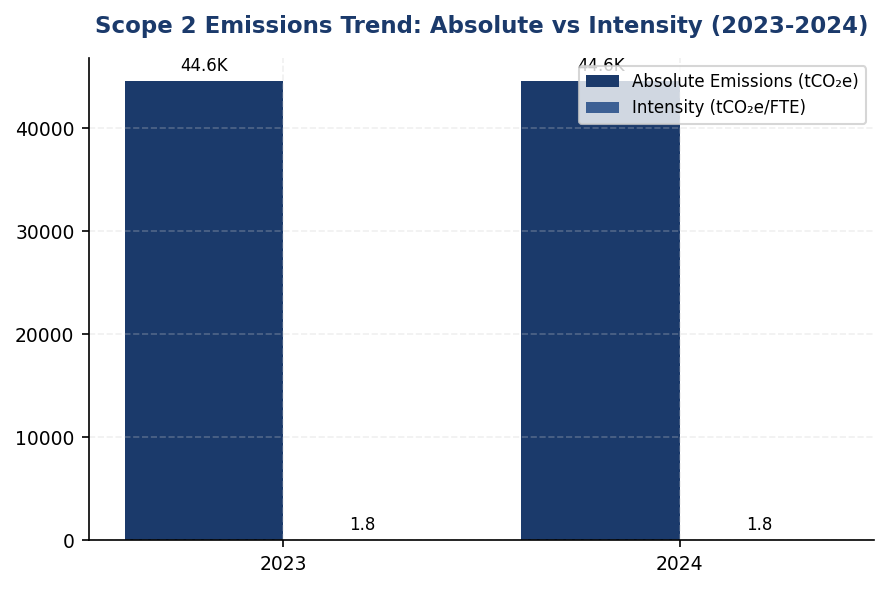 Scope 2 Emissions Trend: Absolute vs Intensity (2023-2024)
44.6K
44.6K
Absolute Emissions (tCO₂e)
Intensity (tCO₂e/FTE)
40000
30000
20000
10000
0
1.8
1.8
2023
2024